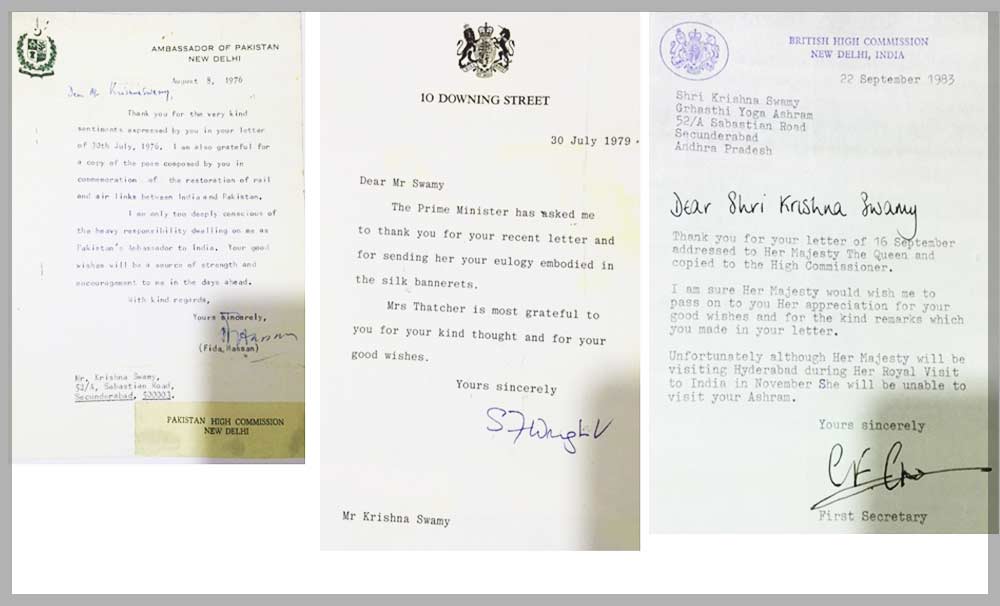 AMBASSADOR OF PAKISTAN
NEW DELHI
August 8, 1976
Dear Mr. Krishnaswamy,
Thank you for the very kind
sentiments expressed by you in your letter
of 30th July, 1976. I am also grateful for
a copy of the poem composed by you in
commemoration of the restoration of rail
and air links between India and Pakistan.
I am only too deeply conscious of
the heavy responsibility dwelling on me as
Pakistan's Ambassador to India. Your good
wishes will be a source of strength and
encouragement to me in the days ahead.
With kind regards,
Yours sincerely,
(Fida Hassan)
Mr. Krishna Swamy,
52/A, Sabastian Road,
Secunderabad, 500003.
PAKISTAN HIGH COMMISSION
NEW DELHI
10 DOWNING STREET
30 July 1979
Dear Mr Swamy
The Prime Minister has asked me
to thank you for your recent letter and
for sending her your eulogy embodied in
the silk bannerets.
Mrs Thatcher is most grateful to
you for your kind thought and for your
good wishes.
Yours sincerely
Mr Krishna Swamy
BRITISH HIGH COMMISSION
NEW DELHI, INDIA
22 September 1983
Shri Krishna Swamy
Grhasthi Yoga Ashram
52/A Sabastian Road
Secunderabad
Andhra Pradesh
Dear Shri Krishna Swamy
Thank you for your letter of 16 September
addressed to Her Majesty The Queen and
copied to the High Commissioner.
I am sure Her Majesty would wish me to
pass on to you Her appreciation for your
good wishes and for the kind remarks which
you made in your letter.
Unfortunately although Her Majesty will be
visiting Hyderabad during Her Royal Visit
to India in November She will be unable to
visit your Ashram.
Yours sincerely
First Secretary